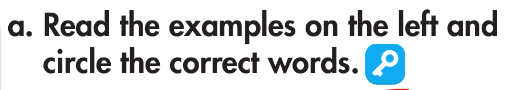 a. Read the examples on the left and
circle the correct words.